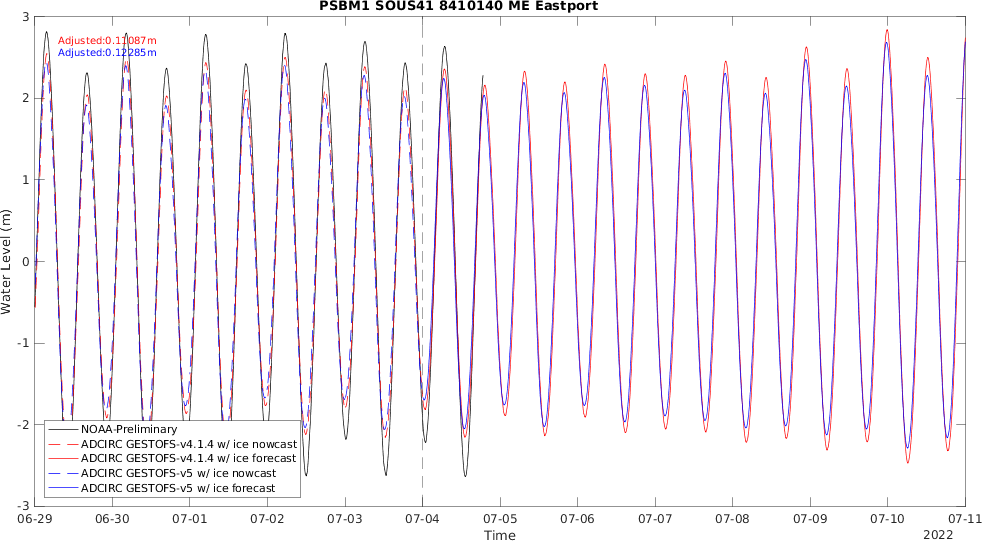 PSBM1 SOUS41 8410140 ME Eastport
3
Adjusted:0.11087m
Adjusted:0.12285m
2
1
0
-1
-2
-3
Water Level (m)
NOAA-Preliminary
ADCIRC GESTOFS-v4.1.4 w/ ice nowcast
ADCIRC GESTOFS-v4.1.4 w/ ice forecast
ADCIRC GESTOFS-v5 w/ ice nowcast
ADCIRC GESTOFS-v5 w/ ice forecast
06-29 06-30 07-01 07-02 07-03 07-04 07-05 07-06 07-07 07-08 07-09 07-10 07-11
Time
2022